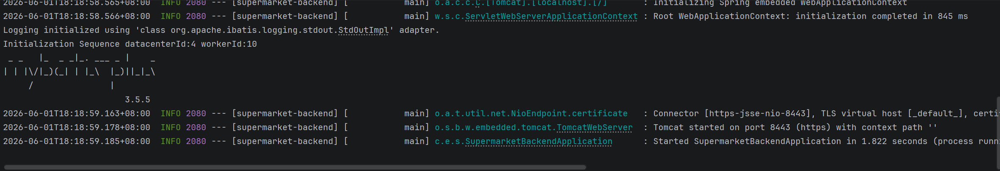 2026-06-01T18:18:58.565+08:00  INFO 2080 --- [supermarket-backend] [           main] o.a.c.c.C.[Tomcat].[localhost].[/]       : Initializing Spring embedded WebApplicationContext
2026-06-01T18:18:58.566+08:00  INFO 2080 --- [supermarket-backend] [           main] w.s.c.ServletWebServerApplicationContext : Root WebApplicationContext: initialization completed in 845 ms
Logging initialized using 'class org.apache.ibatis.logging.stdout.StdOutImpl' adapter.
Initialization Sequence datacenterId:4 workerId:10
 _ _   |_  _ _|_. ___ _ |    _
| | |\/|_)(_| | |_\  |_)||_|_\
     /               |
                        3.5.5
2026-06-01T18:18:59.163+08:00  INFO 2080 --- [supermarket-backend] [           main] o.a.t.util.net.NioEndpoint.certificate   : Connector [https-jsse-nio-8443], TLS virtual host [_default_], certi
2026-06-01T18:18:59.178+08:00  INFO 2080 --- [supermarket-backend] [           main] o.s.b.w.embedded.tomcat.TomcatWebServer  : Tomcat started on port 8443 (https) with context path ''
2026-06-01T18:18:59.185+08:00  INFO 2080 --- [supermarket-backend] [           main] c.e.s.SupermarketBackendApplication      : Started SupermarketBackendApplication in 1.822 seconds (process runn